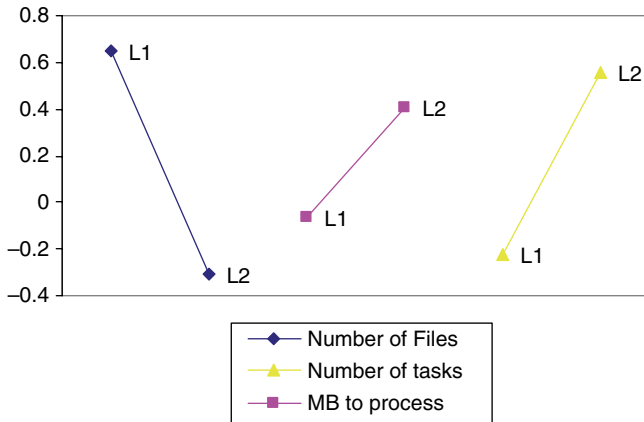 0.8
0.6
0.4
0.2
0
–0.2
–0.4
L1
L2
L2
L1
L2
L1
Number of Files
Number of tasks
MB to process